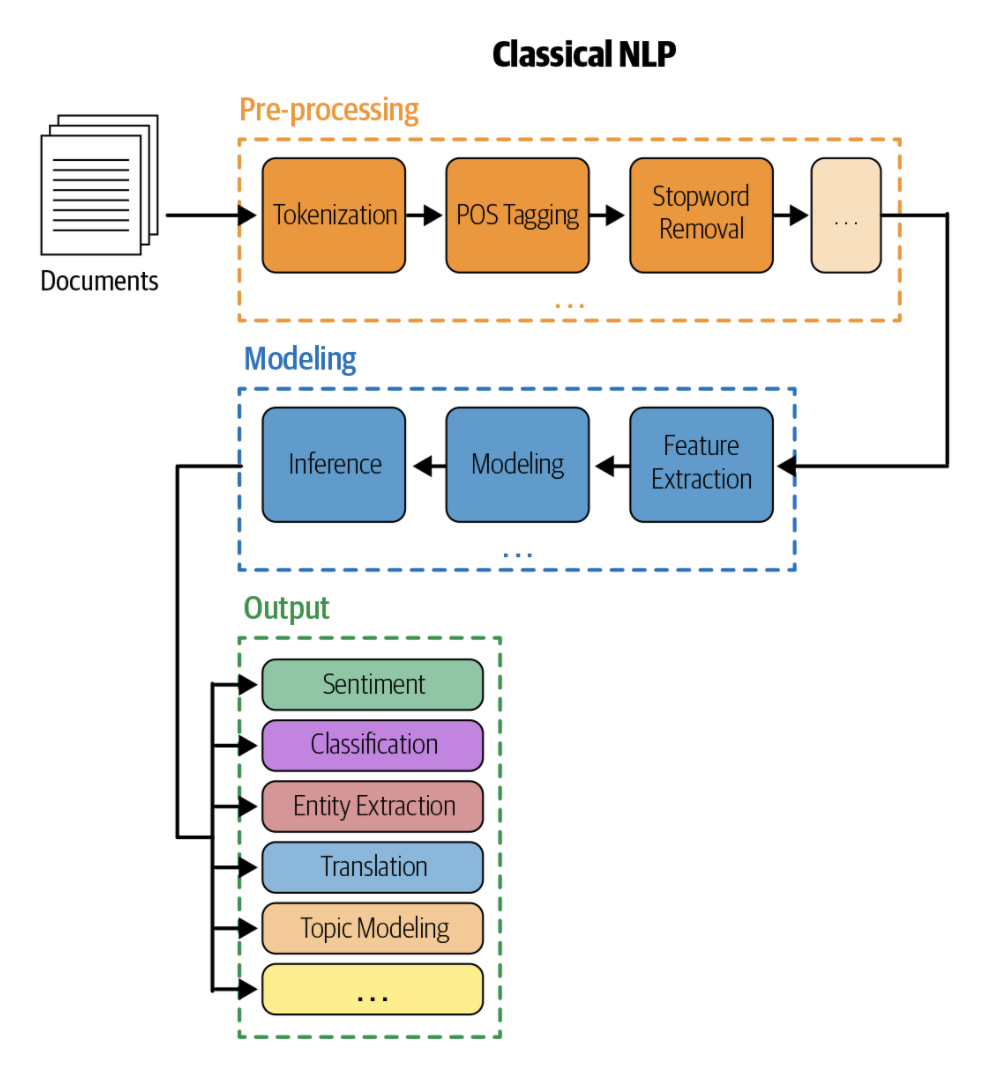 Classical NLP
Pre-processing
Documents
Tokenization
POS Tagging
Stopword
Removal
...
...
Modeling
Inference
Modeling
Feature
Extraction
...
Output
Sentiment
Classification
Entity Extraction
Translation
Topic Modeling
...